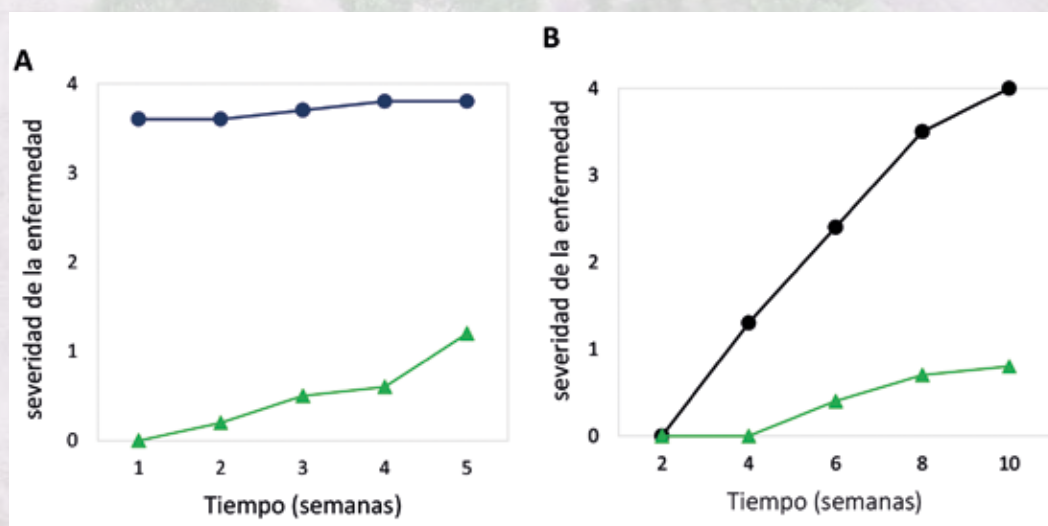 A
severidad de la enfermedad
4
3
2
1
0
1 2 3 4 5
Tiempo (semanas)
B
severidad de la enfermedad
4
3
2
1
0
2 4 6 8 10
Tiempo (semanas)